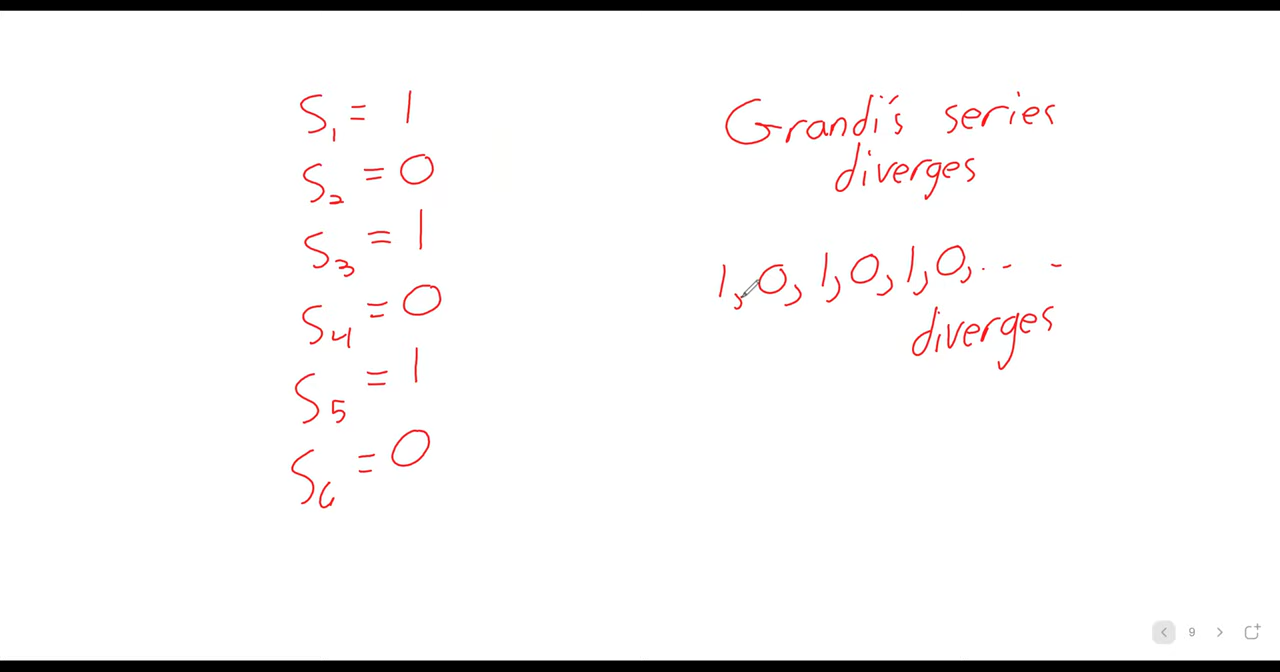 S₁ = 1
S₂ = 0
S₃ = 1
S₄ = 0
S₅ = 1
S₆ = 0
Grandi's series
diverges
1, 0, 1, 0, 1, 0, ....
diverges
9